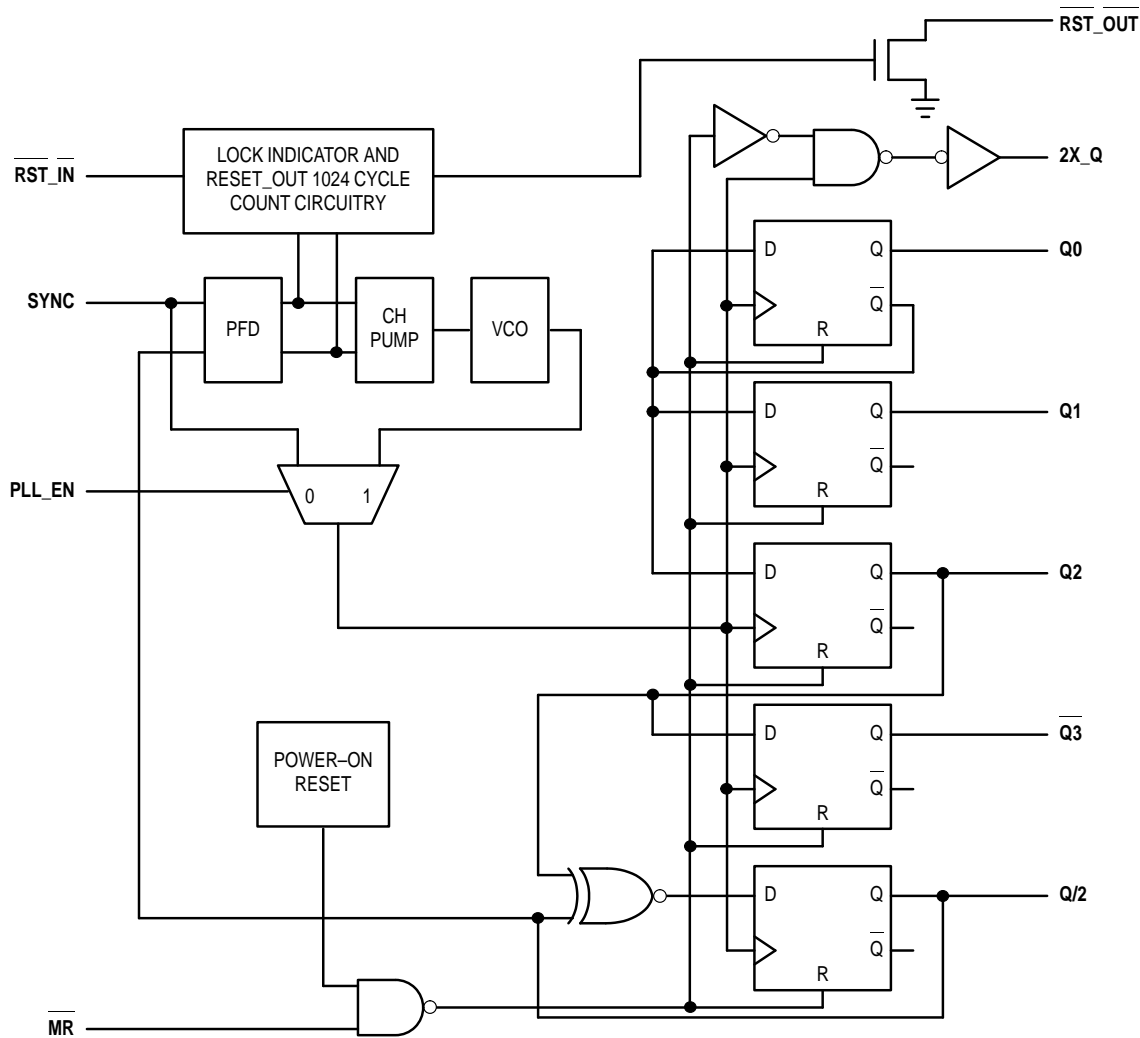 RST_OUT
LOCK INDICATOR AND
RESET_OUT 1024 CYCLE
COUNT CIRCUITRY
RST_IN
2X_Q
D Q
Q0
Q
R
SYNC
PFD
CH
PUMP
VCO
D Q
Q1
Q
R
PLL_EN
0 1
D Q
Q2
Q
R
D Q
Q3
Q
R
POWER–ON
RESET
D Q
Q/2
Q
R
MR